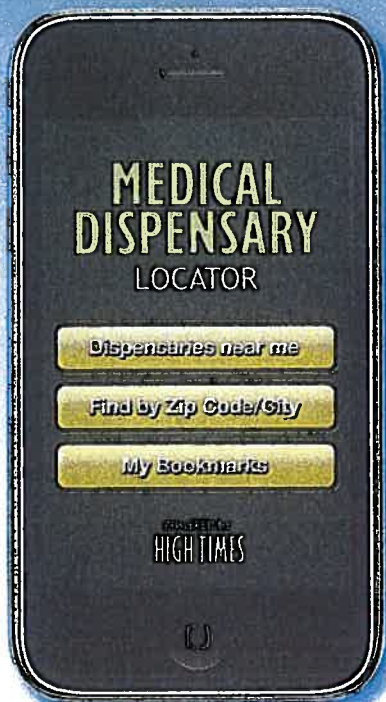 MEDICAL
DISPENSARY
LOCATOR
Dispensaries near me
Find by Zip Code/City
My Bookmarks
HIGH TIMES